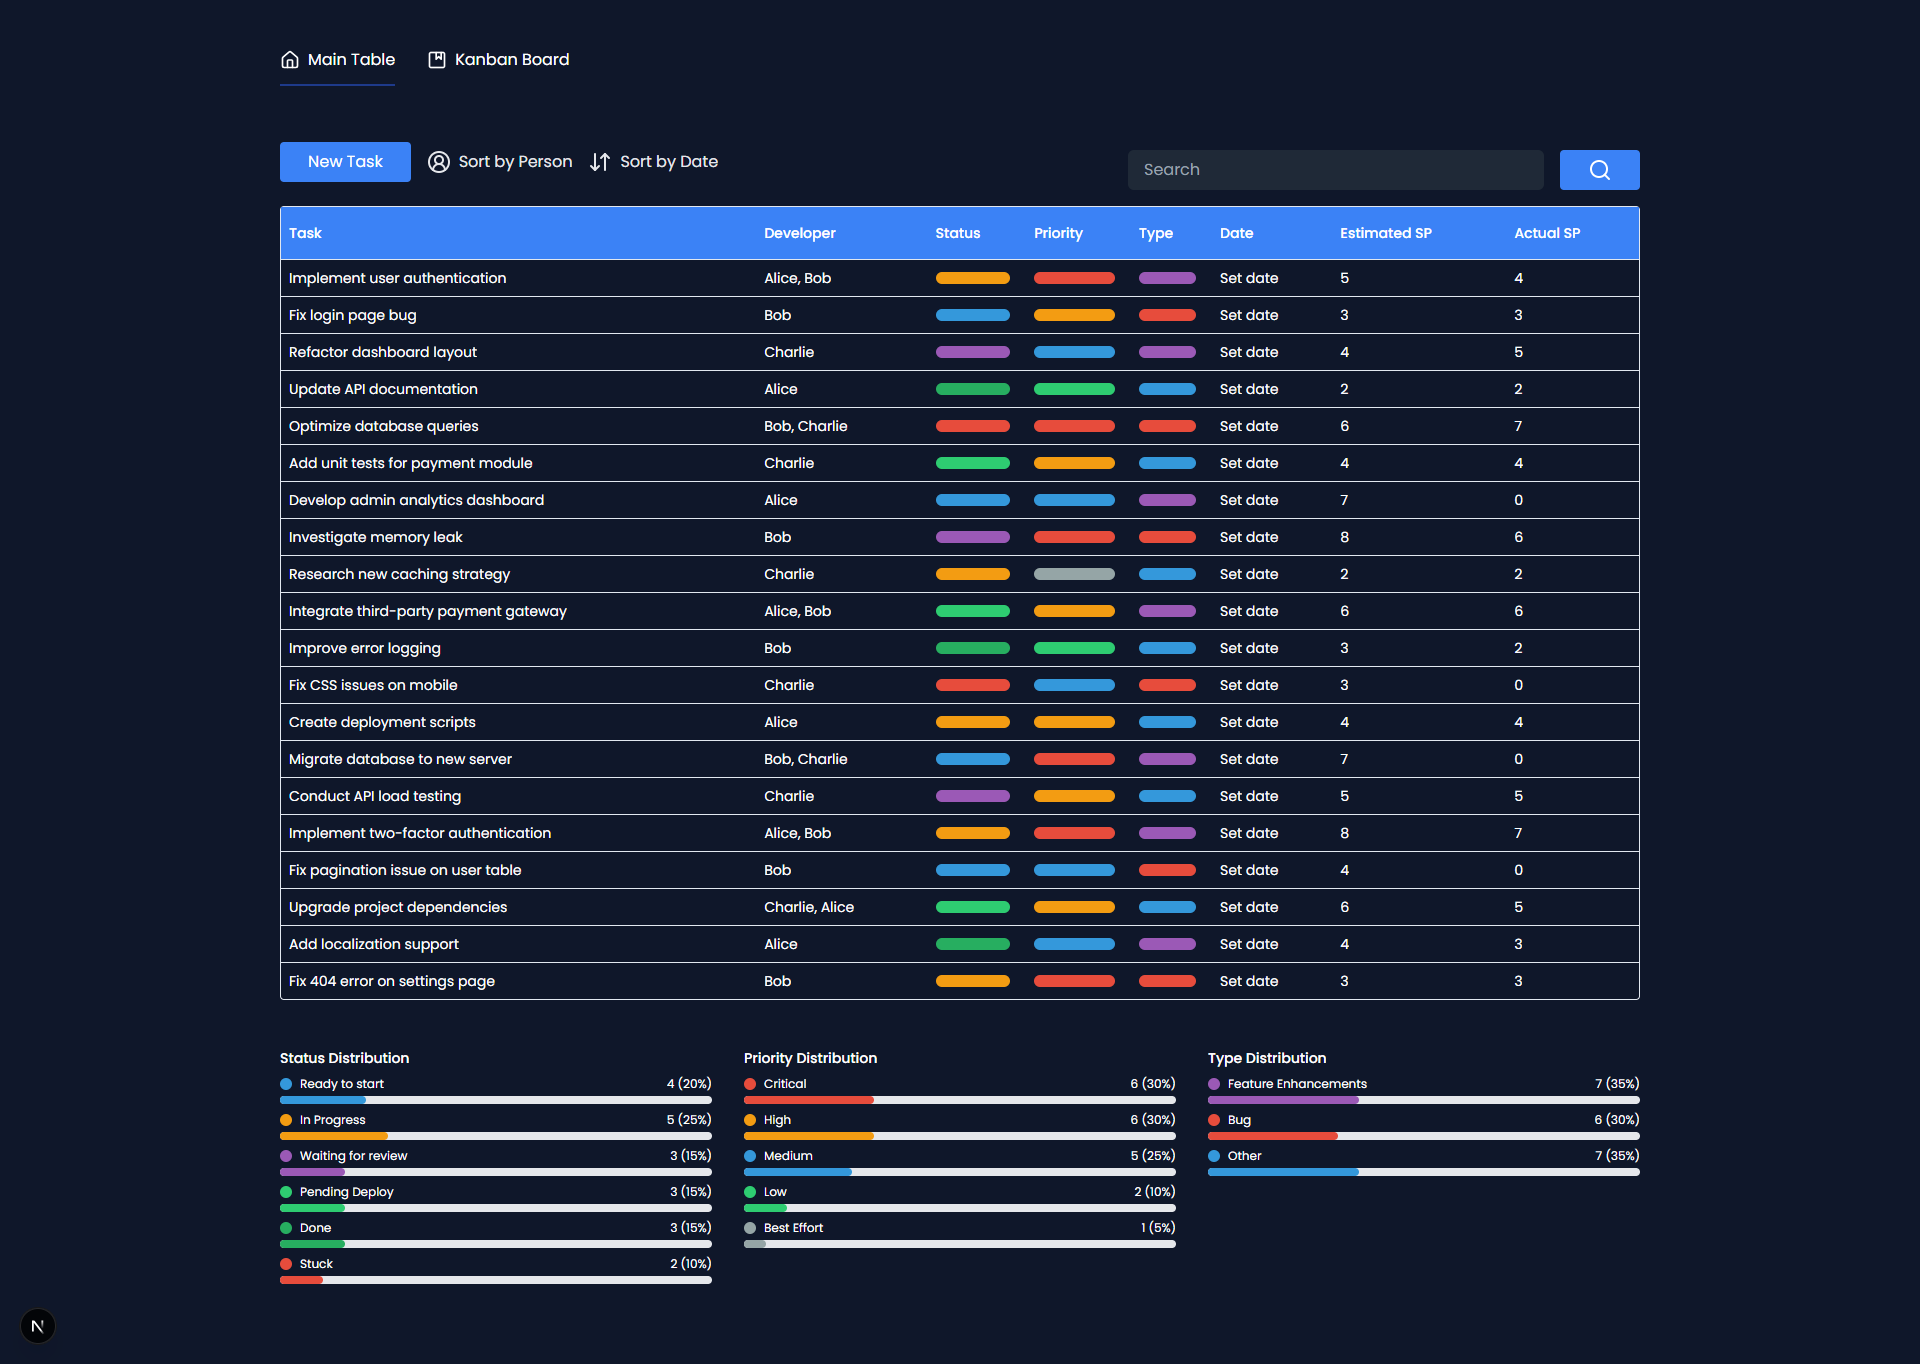 Main Table Kanban Board
New Task Sort by Person Sort by Date Search
Task Developer Status Priority Type Date Estimated SP Actual SP
Implement user authentication Alice, Bob Set date 5 4
Fix login page bug Bob Set date 3 3
Refactor dashboard layout Charlie Set date 4 5
Update API documentation Alice Set date 2 2
Optimize database queries Bob, Charlie Set date 6 7
Add unit tests for payment module Charlie Set date 4 4
Develop admin analytics dashboard Alice Set date 7 0
Investigate memory leak Bob Set date 8 6
Research new caching strategy Charlie Set date 2 2
Integrate third-party payment gateway Alice, Bob Set date 6 6
Improve error logging Bob Set date 3 2
Fix CSS issues on mobile Charlie Set date 3 0
Create deployment scripts Alice Set date 4 4
Migrate database to new server Bob, Charlie Set date 7 0
Conduct API load testing Charlie Set date 5 5
Implement two-factor authentication Alice, Bob Set date 8 7
Fix pagination issue on user table Bob Set date 4 0
Upgrade project dependencies Charlie, Alice Set date 6 5
Add localization support Alice Set date 4 3
Fix 404 error on settings page Bob Set date 3 3
Status Distribution
Ready to start 4 (20%)
In Progress 5 (25%)
Waiting for review 3 (15%)
Pending Deploy 3 (15%)
Done 3 (15%)
Stuck 2 (10%)
Priority Distribution
Critical 6 (30%)
High 6 (30%)
Medium 5 (25%)
Low 2 (10%)
Best Effort 1 (5%)
Type Distribution
Feature Enhancements 7 (35%)
Bug 6 (30%)
Other 7 (35%)
N